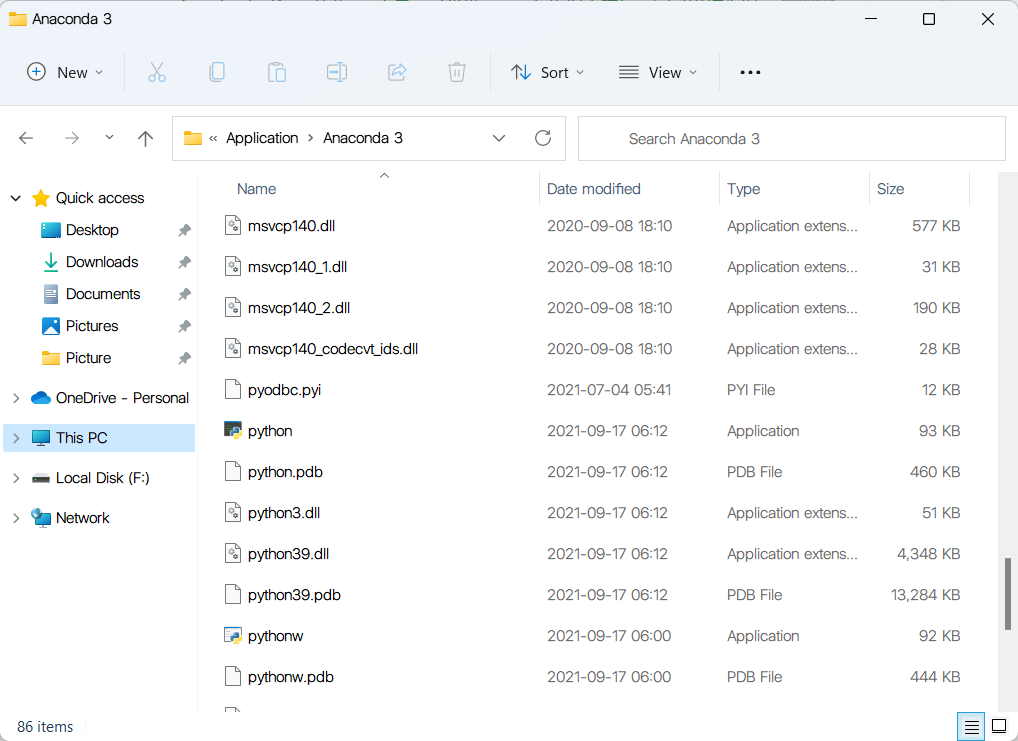 Anaconda 3
New Sort View
« Application > Anaconda 3 Search Anaconda 3
Name Date modified Type Size
Quick access
Desktop
Downloads
Documents
Pictures
Picture
OneDrive - Personal
This PC
Local Disk (F:)
Network
msvcp140.dll 2020-09-08 18:10 Application extens... 577 KB
msvcp140_1.dll 2020-09-08 18:10 Application extens... 31 KB
msvcp140_2.dll 2020-09-08 18:10 Application extens... 190 KB
msvcp140_codecvt_ids.dll 2020-09-08 18:10 Application extens... 28 KB
pyodbc.pyi 2021-07-04 05:41 PYI File 12 KB
python 2021-09-17 06:12 Application 93 KB
python.pdb 2021-09-17 06:12 PDB File 460 KB
python3.dll 2021-09-17 06:12 Application extens... 51 KB
python39.dll 2021-09-17 06:12 Application extens... 4,348 KB
python39.pdb 2021-09-17 06:12 PDB File 13,284 KB
pythonw 2021-09-17 06:00 Application 92 KB
pythonw.pdb 2021-09-17 06:00 PDB File 444 KB
86 items